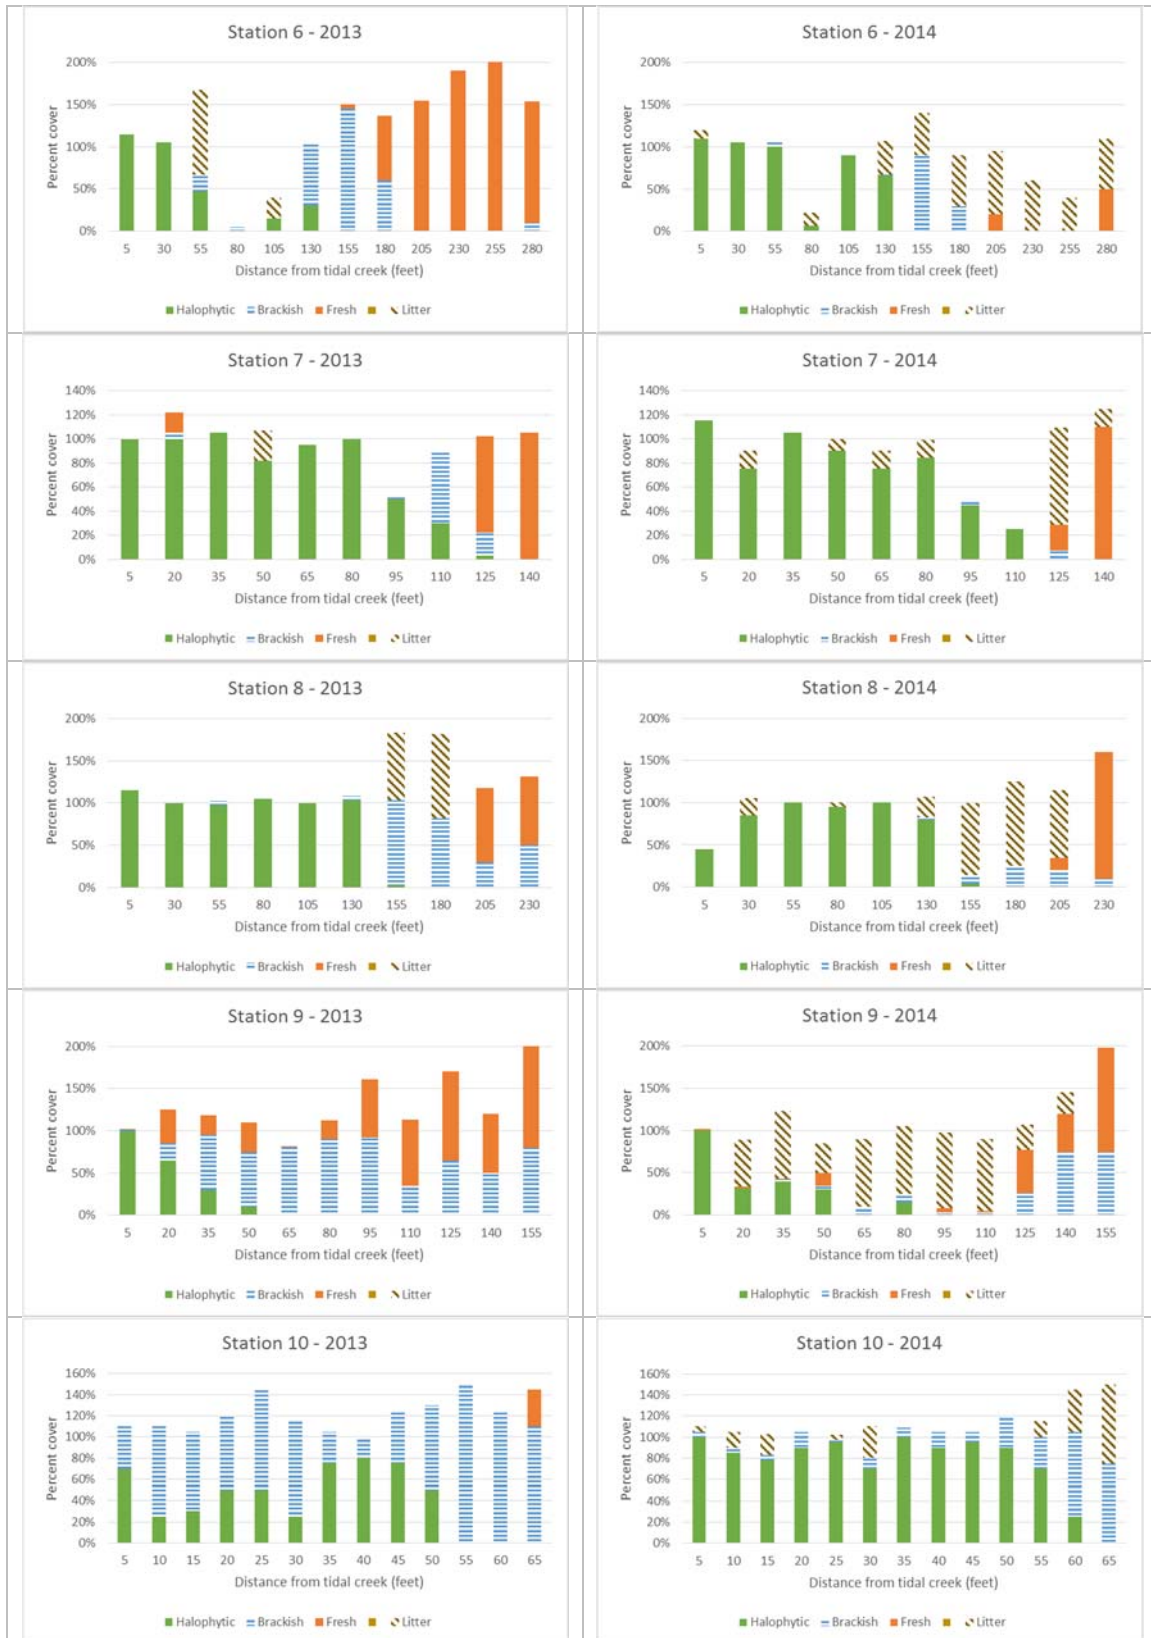 Station 6 - 2013
Percent cover
200%
150%
100%
50%
0%
5 30 55 80 105 130 155 180 205 230 255 280
Distance from tidal creek (feet)
Halophytic Brackish Fresh Litter
Station 6 - 2014
Percent cover
200%
150%
100%
50%
0%
5 30 55 80 105 130 155 180 205 230 255 280
Distance from tidal creek (feet)
Halophytic Brackish Fresh Litter
Station 7 - 2013
Percent cover
140%
120%
100%
80%
60%
40%
20%
0%
5 20 35 50 65 80 95 110 125 140
Distance from tidal creek (feet)
Halophytic Brackish Fresh Litter
Station 7 - 2014
Percent cover
140%
120%
100%
80%
60%
40%
20%
0%
5 20 35 50 65 80 95 110 125 140
Distance from tidal creek (feet)
Halophytic Brackish Fresh Litter
Station 8 - 2013
Percent cover
200%
150%
100%
50%
0%
5 30 55 80 105 130 155 180 205 230
Distance from tidal creek (feet)
Halophytic Brackish Fresh Litter
Station 8 - 2014
Percent cover
200%
150%
100%
50%
0%
5 30 55 80 105 130 155 180 205 230
Distance from tidal creek (feet)
Halophytic Brackish Fresh Litter
Station 9 - 2013
Percent cover
200%
150%
100%
50%
0%
5 20 35 50 65 80 95 110 125 140 155
Distance from tidal creek (feet)
Halophytic Brackish Fresh Litter
Station 9 - 2014
Percent cover
200%
150%
100%
50%
0%
5 20 35 50 65 80 95 110 125 140 155
Distance from tidal creek (feet)
Halophytic Brackish Fresh Litter
Station 10 - 2013
Percent cover
160%
140%
120%
100%
80%
60%
40%
20%
0%
5 10 15 20 25 30 35 40 45 50 55 60 65
Distance from tidal creek (feet)
Halophytic Brackish Fresh Litter
Station 10 - 2014
Percent cover
160%
140%
120%
100%
80%
60%
40%
20%
0%
5 10 15 20 25 30 35 40 45 50 55 60 65
Distance from tidal creek (feet)
Halophytic Brackish Fresh Litter